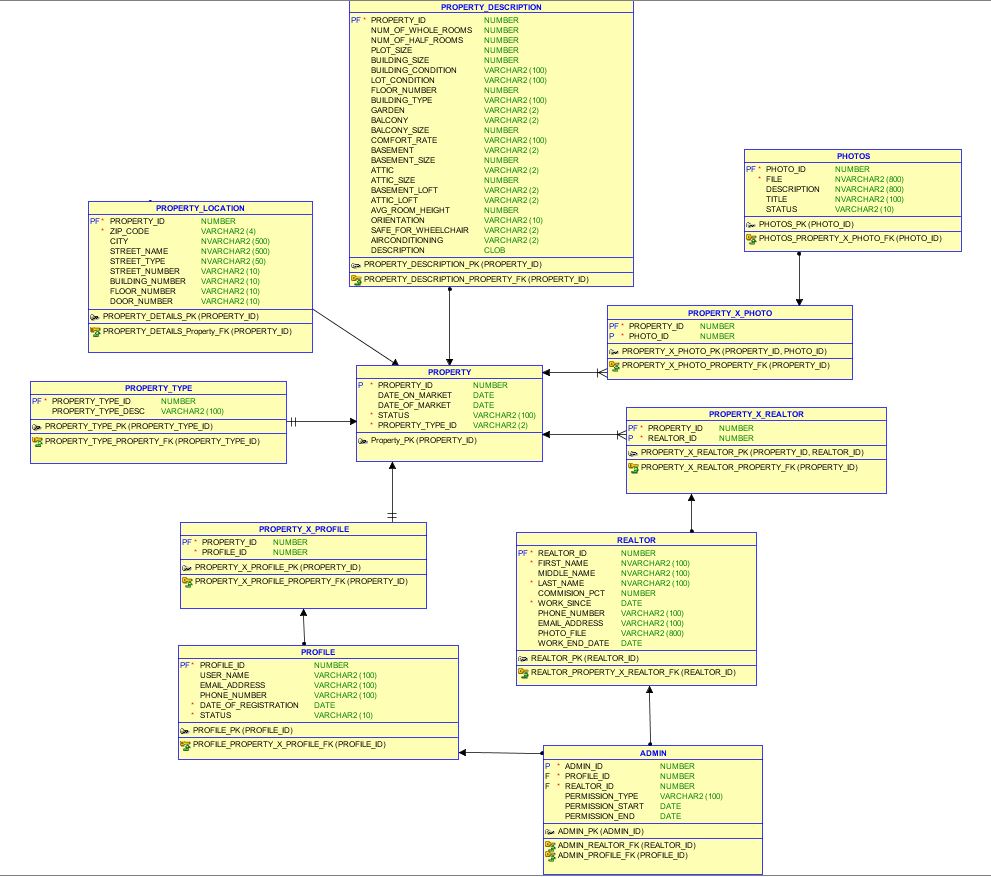 PROPERTY_DESCRIPTION
PF * PROPERTY_ID NUMBER
NUM_OF_WHOLE_ROOMS NUMBER
NUM_OF_HALF_ROOMS NUMBER
PLOT_SIZE NUMBER
BUILDING_SIZE NUMBER
BUILDING_CONDITION VARCHAR2 (100)
LOT_CONDITION VARCHAR2 (100)
FLOOR_NUMBER NUMBER
BUILDING_TYPE VARCHAR2 (100)
GARDEN VARCHAR2 (2)
BALCONY VARCHAR2 (2)
BALCONY_SIZE NUMBER
COMFORT_RATE VARCHAR2 (100)
BASEMENT VARCHAR2 (2)
BASEMENT_SIZE NUMBER
ATTIC VARCHAR2 (2)
ATTIC_SIZE NUMBER
BASEMENT_LOFT VARCHAR2 (2)
ATTIC_LOFT VARCHAR2 (2)
AVG_ROOM_HEIGHT NUMBER
ORIENTATION VARCHAR2 (10)
SAFE_FOR_WHEELCHAIR VARCHAR2 (2)
AIRCONDITIONING VARCHAR2 (2)
DESCRIPTION CLOB
PROPERTY_DESCRIPTION_PK (PROPERTY_ID)
PROPERTY_DESCRIPTION_PROPERTY_FK (PROPERTY_ID)
PHOTOS
PF * PHOTO_ID NUMBER
* FILE NVARCHAR2 (800)
DESCRIPTION NVARCHAR2 (800)
TITLE NVARCHAR2 (100)
STATUS VARCHAR2 (10)
PHOTOS_PK (PHOTO_ID)
PHOTOS_PROPERTY_X_PHOTO_FK (PHOTO_ID)
PROPERTY_LOCATION
PF * PROPERTY_ID NUMBER
* ZIP_CODE VARCHAR2 (4)
CITY NVARCHAR2 (500)
STREET_NAME NVARCHAR2 (500)
STREET_TYPE NVARCHAR2 (50)
STREET_NUMBER VARCHAR2 (10)
BUILDING_NUMBER VARCHAR2 (10)
FLOOR_NUMBER VARCHAR2 (10)
DOOR_NUMBER VARCHAR2 (10)
PROPERTY_DETAILS_PK (PROPERTY_ID)
PROPERTY_DETAILS_Property_FK (PROPERTY_ID)
PROPERTY_X_PHOTO
PF * PROPERTY_ID NUMBER
P * PHOTO_ID NUMBER
PROPERTY_X_PHOTO_PK (PROPERTY_ID, PHOTO_ID)
PROPERTY_X_PHOTO_PROPERTY_FK (PROPERTY_ID)
PROPERTY
P * PROPERTY_ID NUMBER
DATE_ON_MARKET DATE
DATE_OF_MARKET DATE
* STATUS VARCHAR2 (100)
* PROPERTY_TYPE_ID VARCHAR2 (2)
Property_PK (PROPERTY_ID)
PROPERTY_TYPE
PF * PROPERTY_TYPE_ID NUMBER
PROPERTY_TYPE_DESC VARCHAR2 (100)
PROPERTY_TYPE_PK (PROPERTY_TYPE_ID)
PROPERTY_TYPE_PROPERTY_FK (PROPERTY_TYPE_ID)
PROPERTY_X_REALTOR
PF * PROPERTY_ID NUMBER
P * REALTOR_ID NUMBER
PROPERTY_X_REALTOR_PK (PROPERTY_ID, REALTOR_ID)
PROPERTY_X_REALTOR_PROPERTY_FK (PROPERTY_ID)
PROPERTY_X_PROFILE
PF * PROPERTY_ID NUMBER
* PROFILE_ID NUMBER
PROPERTY_X_PROFILE_PK (PROPERTY_ID)
PROPERTY_X_PROFILE_PROPERTY_FK (PROPERTY_ID)
REALTOR
PF * REALTOR_ID NUMBER
* FIRST_NAME NVARCHAR2 (100)
MIDDLE_NAME NVARCHAR2 (100)
* LAST_NAME NVARCHAR2 (100)
COMMISION_PCT NUMBER
* WORK_SINCE DATE
PHONE_NUMBER VARCHAR2 (100)
EMAIL_ADDRESS VARCHAR2 (100)
PHOTO_FILE VARCHAR2 (800)
WORK_END_DATE DATE
REALTOR_PK (REALTOR_ID)
REALTOR_PROPERTY_X_REALTOR_FK (REALTOR_ID)
PROFILE
PF * PROFILE_ID NUMBER
USER_NAME VARCHAR2 (100)
EMAIL_ADDRESS VARCHAR2 (100)
PHONE_NUMBER VARCHAR2 (100)
* DATE_OF_REGISTRATION DATE
* STATUS VARCHAR2 (10)
PROFILE_PK (PROFILE_ID)
PROFILE_PROPERTY_X_PROFILE_FK (PROFILE_ID)
ADMIN
P * ADMIN_ID NUMBER
F * PROFILE_ID NUMBER
F * REALTOR_ID NUMBER
PERMISSION_TYPE VARCHAR2 (100)
PERMISSION_START DATE
PERMISSION_END DATE
ADMIN_PK (ADMIN_ID)
ADMIN_REALTOR_FK (REALTOR_ID)
ADMIN_PROFILE_FK (PROFILE_ID)